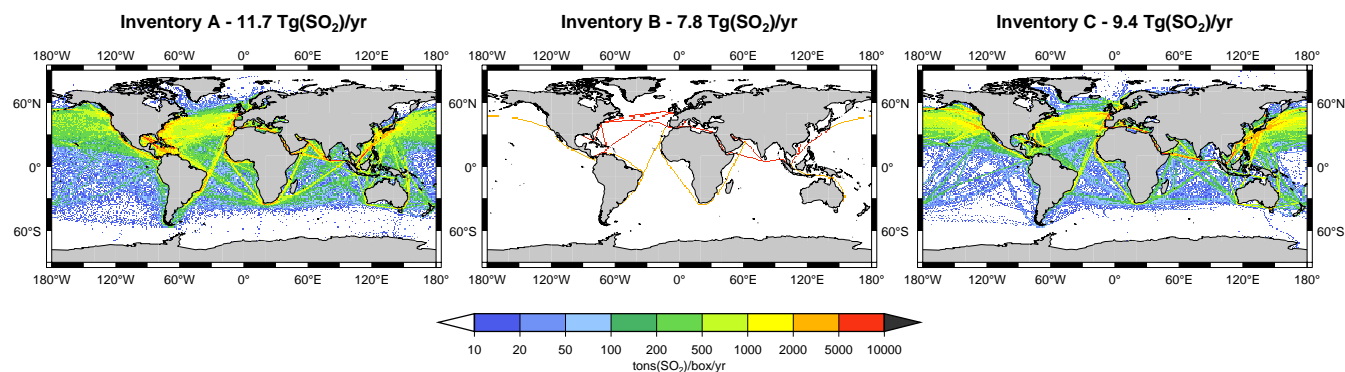 Inventory A - 11.7 Tg(SO₂)/yr Inventory B - 7.8 Tg(SO₂)/yr Inventory C - 9.4 Tg(SO₂)/yr
180°W 120°W 60°W 0° 60°E 120°E 180°E 180°W 120°W 60°W 0° 60°E 120°E 180°E 180°W 120°W 60°W 0° 60°E 120°E 180°E
60°N 60°N 60°N 60°N
0° 0° 0° 0°
60°S 60°S 60°S 60°S
180°W 120°W 60°W 0° 60°E 120°E 180°E 180°W 120°W 60°W 0° 60°E 120°E 180°E 180°W 120°W 60°W 0° 60°E 120°E 180°E
10 20 50 100 200 500 1000 2000 5000 10000
tons(SO₂)/box/yr